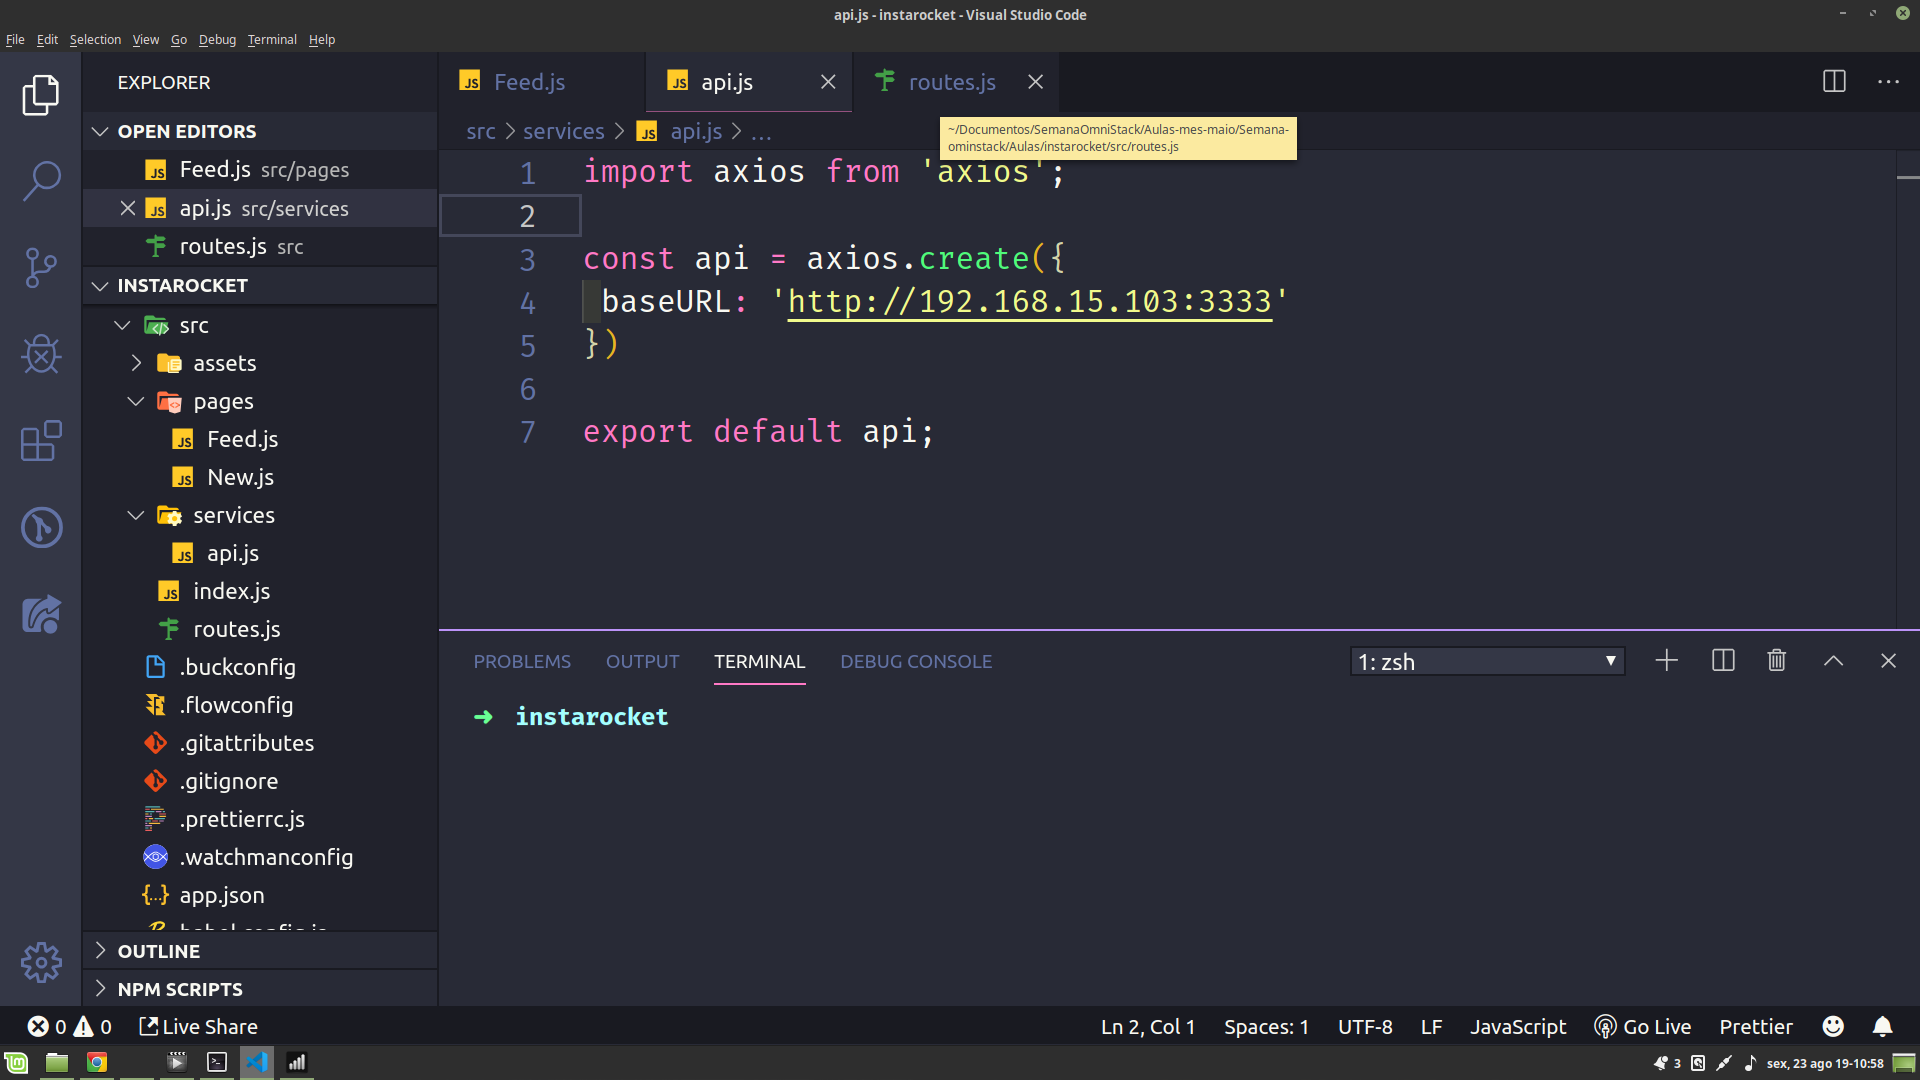 api.js - instarocket - Visual Studio Code
File Edit Selection View Go Debug Terminal Help
EXPLORER
OPEN EDITORS
Feed.js src/pages
api.js src/services
routes.js src
INSTAROCKET
src
assets
pages
Feed.js
New.js
services
api.js
index.js
routes.js
.buckconfig
.flowconfig
.gitattributes
.gitignore
.prettierrc.js
.watchmanconfig
app.json
OUTLINE
NPM SCRIPTS
Feed.js api.js routes.js
src services api.js ...
~/Documentos/SemanaOmniStack/Aulas-mes-maio/Semana-
ominstack/Aulas/instarocket/src/routes.js
1 import axios from 'axios';
2
3 const api = axios.create({
4 baseURL: 'http://192.168.15.103:3333'
5 })
6
7 export default api;
PROBLEMS OUTPUT TERMINAL DEBUG CONSOLE 1: zsh
➜ instarocket
0 0 Live Share Ln 2, Col 1 Spaces: 1 UTF-8 LF JavaScript Go Live Prettier
3 sex, 23 ago 19-10:58